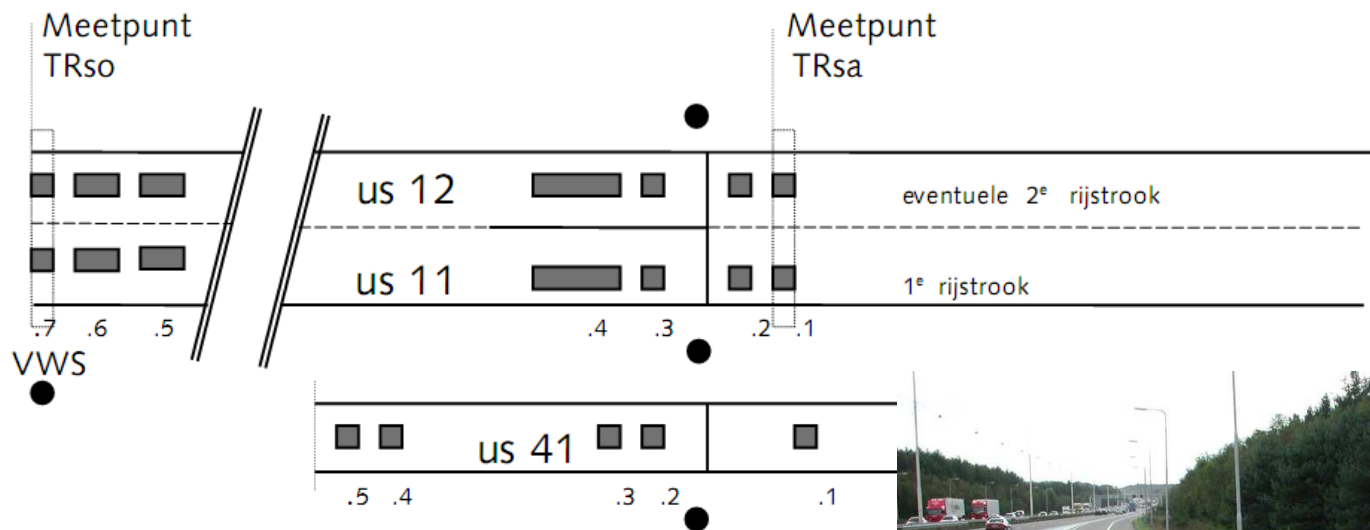 Meetpunt
TRso
Meetpunt
TRsa
us 12
eventuele 2e rijstrook
us 11
1e rijstrook
.7 .6 .5 .4 .3 .2 .1
VWS
us 41
.5 .4 .3 .2 .1